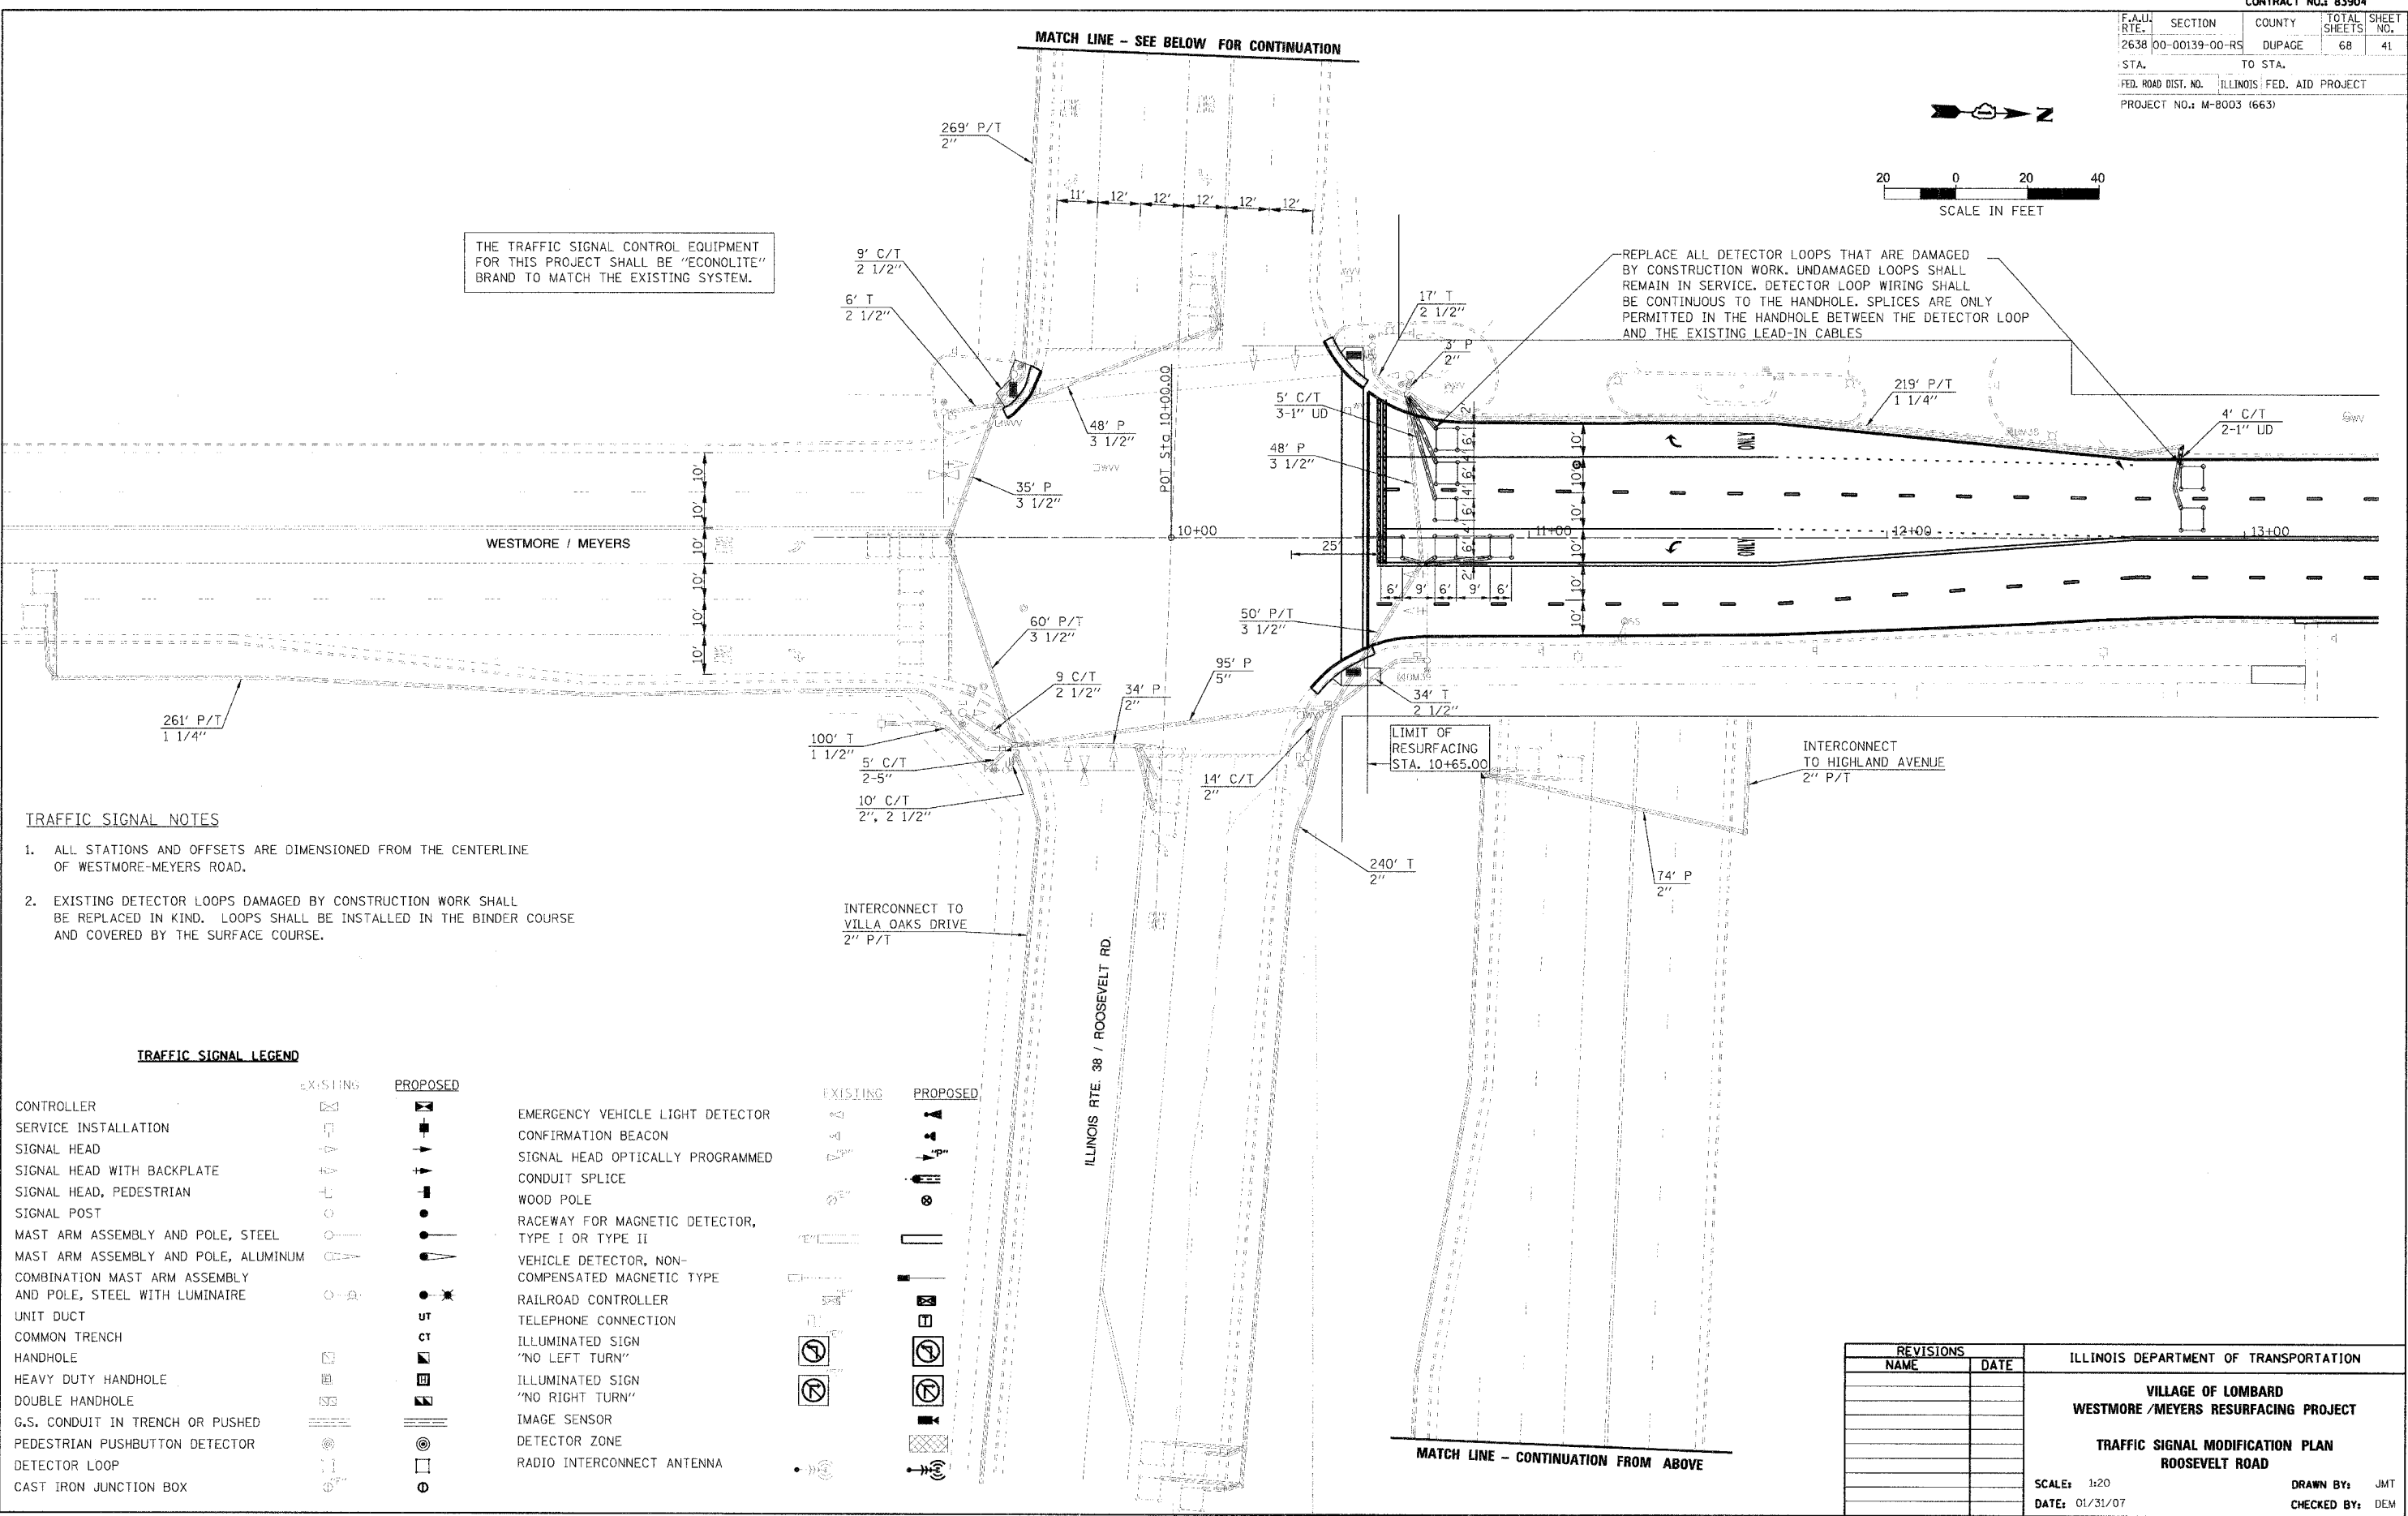 CONTRACT NO.: 83904
F.A.U. RTE. SECTION COUNTY TOTAL SHEETS SHEET NO.
2638 00-00139-00-RS DUPAGE 68 41
STA. TO STA.
FED. ROAD DIST. NO. ILLINOIS FED. AID PROJECT
PROJECT NO.: M-8003 (663)
MATCH LINE - SEE BELOW FOR CONTINUATION
N
20 0 20 40
SCALE IN FEET
269' P/T
2"
11' 12' 12' 12' 12' 12'
THE TRAFFIC SIGNAL CONTROL EQUIPMENT
FOR THIS PROJECT SHALL BE "ECONOLITE"
BRAND TO MATCH THE EXISTING SYSTEM.
9' C/T
2 1/2"
6' T
2 1/2"
REPLACE ALL DETECTOR LOOPS THAT ARE DAMAGED
BY CONSTRUCTION WORK. UNDAMAGED LOOPS SHALL
REMAIN IN SERVICE. DETECTOR LOOP WIRING SHALL
BE CONTINUOUS TO THE HANDHOLE. SPLICES ARE ONLY
PERMITTED IN THE HANDHOLE BETWEEN THE DETECTOR LOOP
AND THE EXISTING LEAD-IN CABLES
17' T
2 1/2"
3' P
2"
5' C/T
3-1" UD
48' P
3 1/2"
48' P
3 1/2"
35' P
3 1/2"
219' P/T
1 1/4"
4' C/T
2-1" UD
POT Sta 10+00.00
WESTMORE / MEYERS
10' 10' 10' 10' 10' 10'
10+00
25'
11+00
12+00
13+00
ONLY
ONLY
2' 6' 4' 6' 4' 6' 4' 6' 2'
10' 10' 10' 10' 10' 10'
6' 9' 6' 9' 6'
60' P/T
3 1/2"
50' P/T
3 1/2"
9 C/T
2 1/2"
34' P
2"
95' P
5"
34' T
2 1/2"
261' P/T
1 1/4"
100' T
1 1/2"
5' C/T
2-5"
10' C/T
2", 2 1/2"
14' C/T
2"
LIMIT OF
RESURFACING
STA. 10+65.00
INTERCONNECT
TO HIGHLAND AVENUE
2" P/T
240' T
2"
74' P
2"
TRAFFIC SIGNAL NOTES
1. ALL STATIONS AND OFFSETS ARE DIMENSIONED FROM THE CENTERLINE
OF WESTMORE-MEYERS ROAD.
2. EXISTING DETECTOR LOOPS DAMAGED BY CONSTRUCTION WORK SHALL
BE REPLACED IN KIND. LOOPS SHALL BE INSTALLED IN THE BINDER COURSE
AND COVERED BY THE SURFACE COURSE.
INTERCONNECT TO
VILLA OAKS DRIVE
2" P/T
ILLINOIS RTE. 38 / ROOSEVELT RD.
TRAFFIC SIGNAL LEGEND
EXISTING PROPOSED
CONTROLLER
SERVICE INSTALLATION
SIGNAL HEAD
SIGNAL HEAD WITH BACKPLATE
SIGNAL HEAD, PEDESTRIAN
SIGNAL POST
MAST ARM ASSEMBLY AND POLE, STEEL
MAST ARM ASSEMBLY AND POLE, ALUMINUM
COMBINATION MAST ARM ASSEMBLY
AND POLE, STEEL WITH LUMINAIRE
UNIT DUCT UT
COMMON TRENCH CT
HANDHOLE
HEAVY DUTY HANDHOLE H
DOUBLE HANDHOLE
G.S. CONDUIT IN TRENCH OR PUSHED
PEDESTRIAN PUSHBUTTON DETECTOR
DETECTOR LOOP
CAST IRON JUNCTION BOX
EXISTING PROPOSED
EMERGENCY VEHICLE LIGHT DETECTOR
CONFIRMATION BEACON
SIGNAL HEAD OPTICALLY PROGRAMMED "P"
CONDUIT SPLICE
WOOD POLE
RACEWAY FOR MAGNETIC DETECTOR,
TYPE I OR TYPE II
VEHICLE DETECTOR, NON-
COMPENSATED MAGNETIC TYPE
RAILROAD CONTROLLER
TELEPHONE CONNECTION T
ILLUMINATED SIGN
"NO LEFT TURN"
ILLUMINATED SIGN
"NO RIGHT TURN"
IMAGE SENSOR
DETECTOR ZONE
RADIO INTERCONNECT ANTENNA
MATCH LINE - CONTINUATION FROM ABOVE
REVISIONS
NAME DATE
ILLINOIS DEPARTMENT OF TRANSPORTATION
VILLAGE OF LOMBARD
WESTMORE /MEYERS RESURFACING PROJECT
TRAFFIC SIGNAL MODIFICATION PLAN
ROOSEVELT ROAD
SCALE: 1:20 DRAWN BY: JMT
DATE: 01/31/07 CHECKED BY: DEM